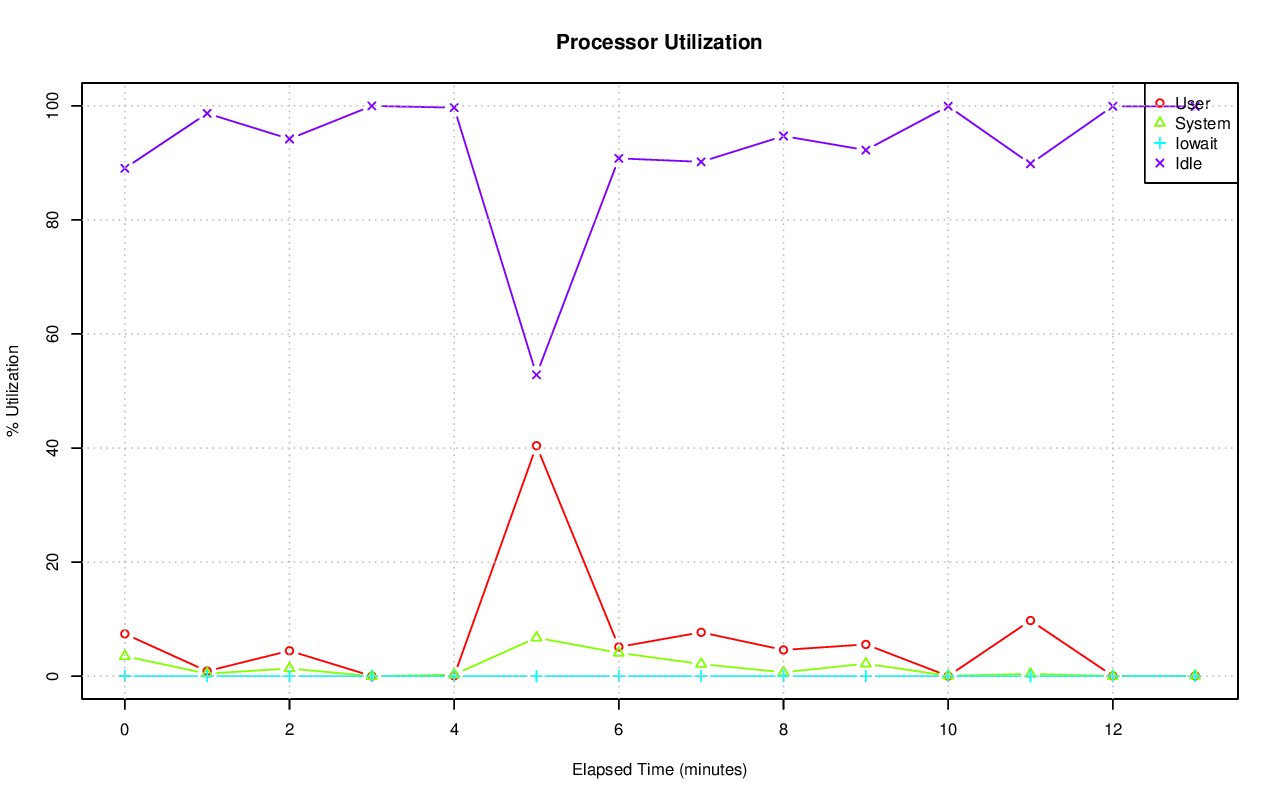 Processor Utilization
% Utilization
100
80
60
40
20
0
User
System
Iowait
Idle
0 2 4 6 8 10 12
Elapsed Time (minutes)